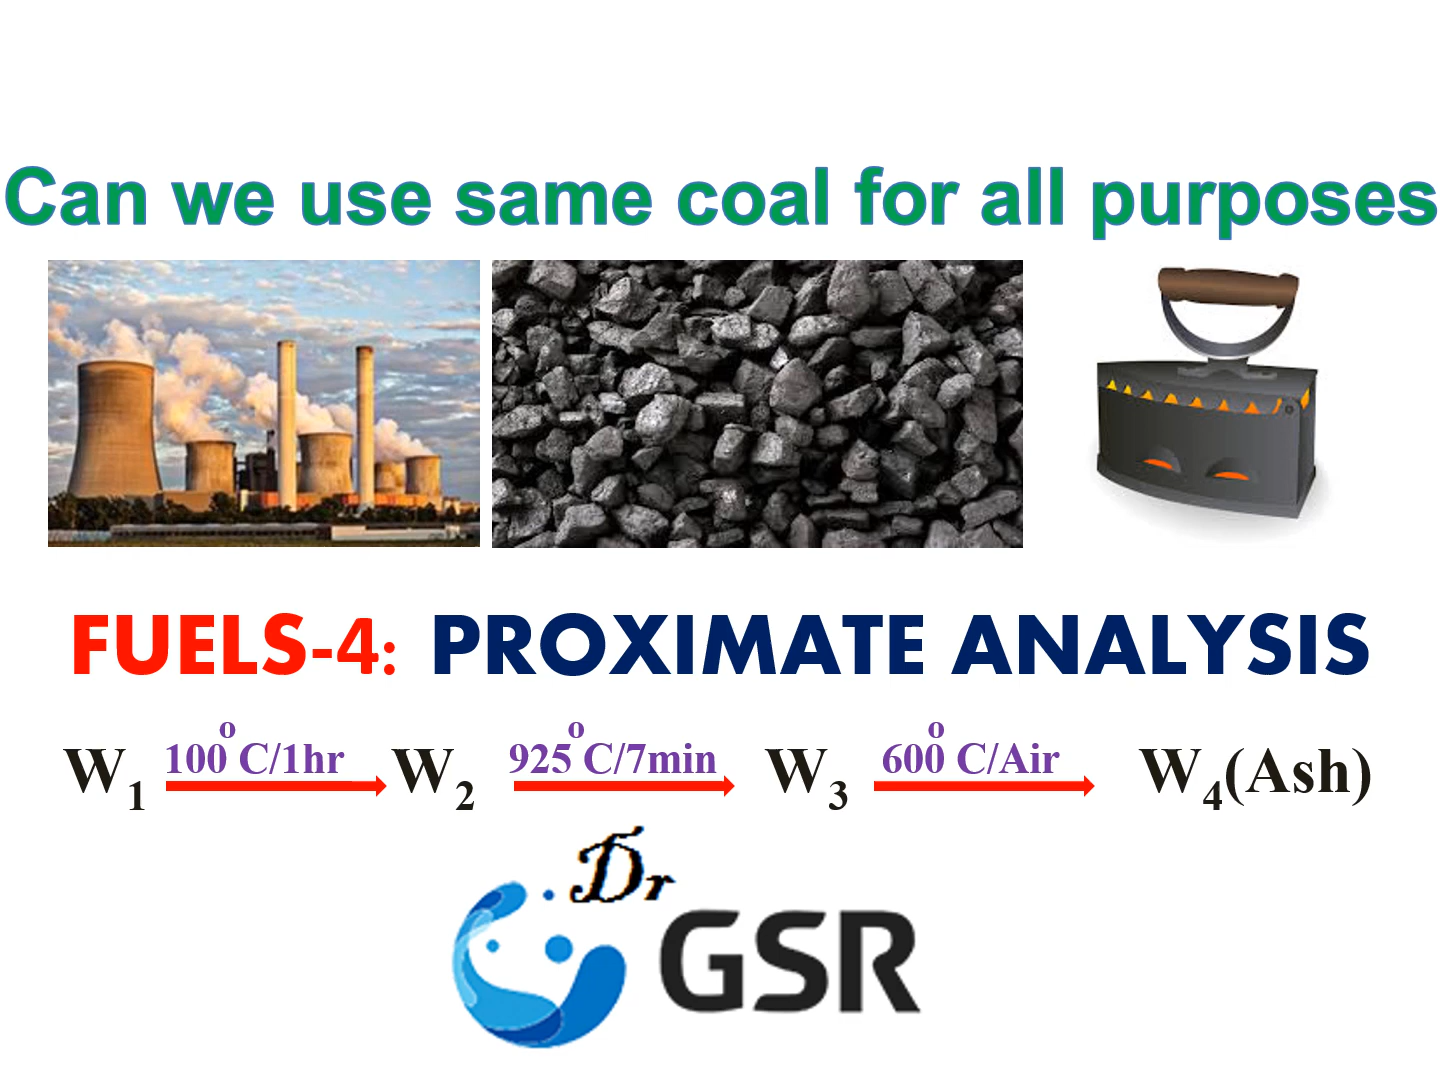 Can we use same coal for all purposes
FUELS-4: PROXIMATE ANALYSIS
W₁ 100°C/1hr W₂ 925°C/7min W₃ 600°C/Air W₄(Ash)
Dr
GSR